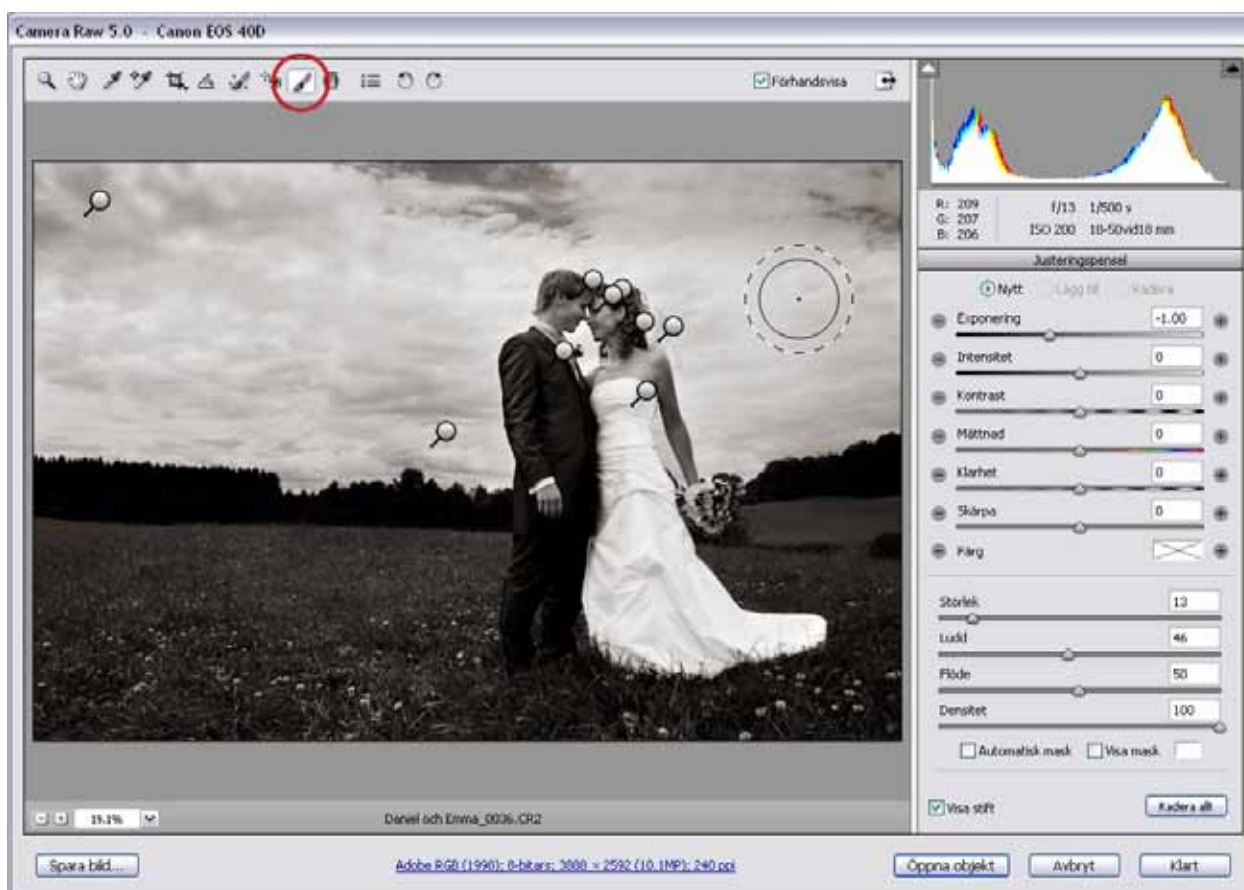 Camera Raw 5.0 - Canon EOS 40D
Förhandsvisa
R: 209
G: 207
B: 206
f/13 1/500 s
ISO 200 18-50vid18 mm
Justeringspensel
Nytt Lägg till Radera
Exponering -1.00
Intensitet 0
Kontrast 0
Mättnad 0
Klarhet 0
Skärpa 0
Färg
Storlek 13
Ludd 46
Flöde 50
Densitet 100
Automatisk mask Visa mask
Visa stift Radera allt
19.1% Daniel och Emma_0036.CR2
Spara bild... Adobe RGB (1998); 8-bitars; 3888 x 2592 (10.1MP); 240 ppi Öppna objekt Avbryt Klart